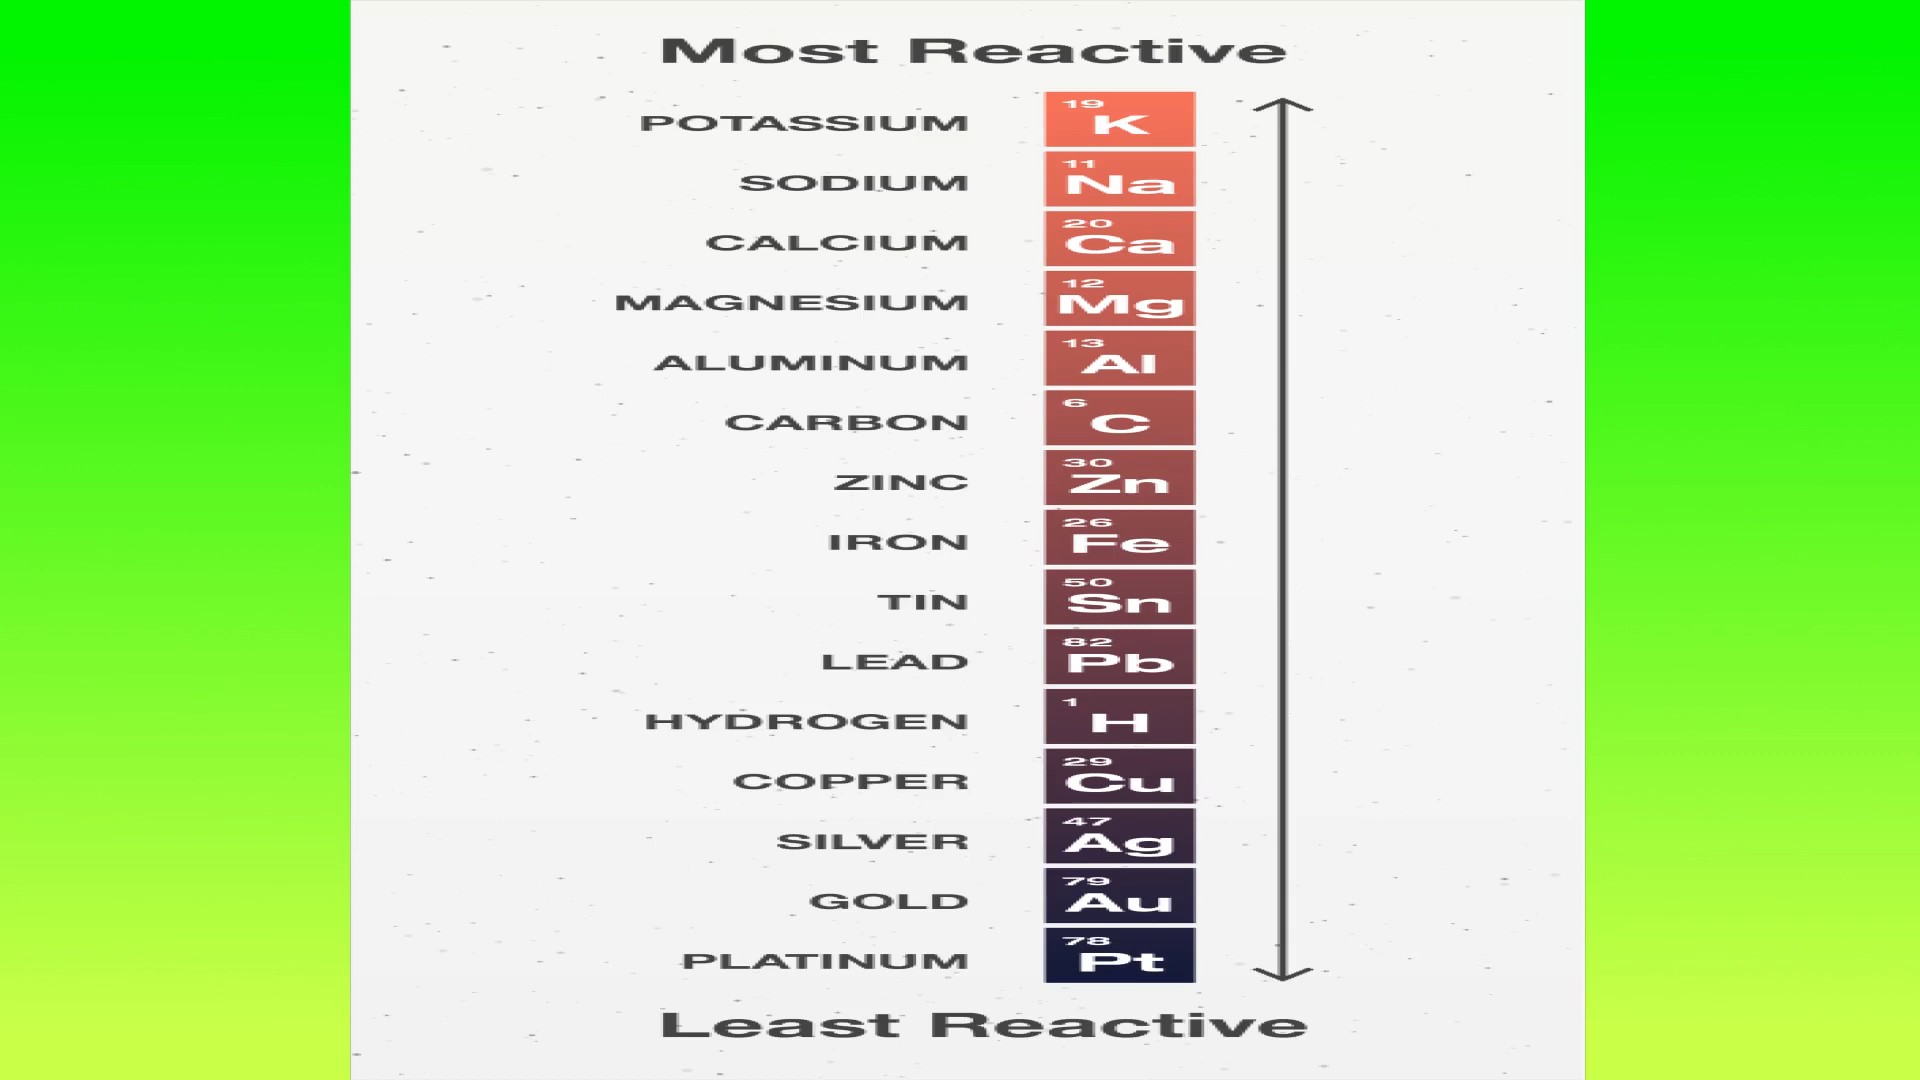 Most Reactive
POTASSIUM 19 K
SODIUM 11 Na
CALCIUM 20 Ca
MAGNESIUM 12 Mg
ALUMINUM 13 Al
CARBON 6 C
ZINC 30 Zn
IRON 26 Fe
TIN 50 Sn
LEAD 82 Pb
HYDROGEN 1 H
COPPER 29 Cu
SILVER 47 Ag
GOLD 79 Au
PLATINUM 78 Pt
Least Reactive